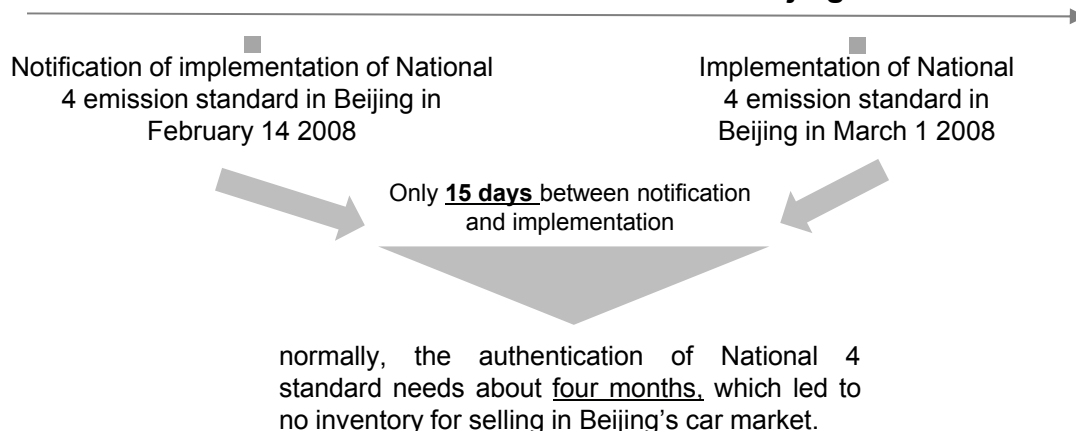 Notification of implementation of National
4 emission standard in Beijing in
February 14 2008
Implementation of National
4 emission standard in
Beijing in March 1 2008
Only 15 days between notification
and implementation
normally, the authentication of National 4
standard needs about four months, which led to
no inventory for selling in Beijing's car market.